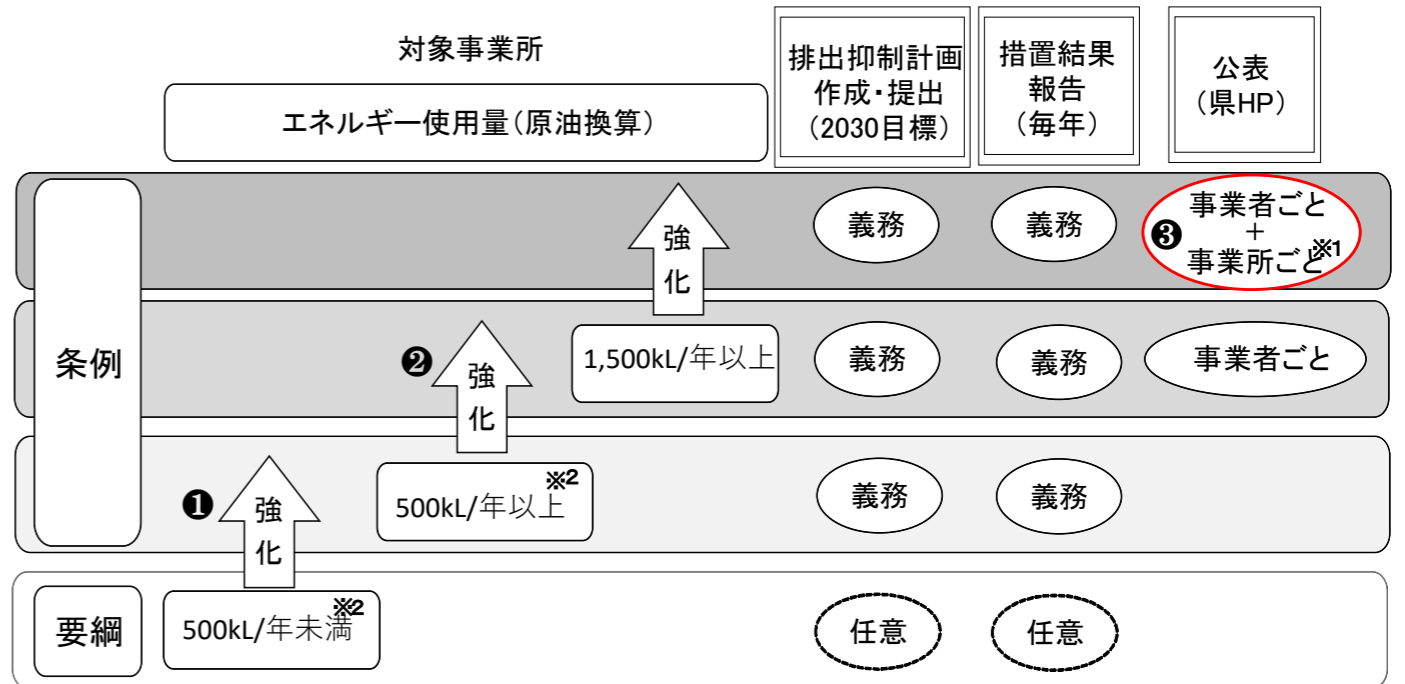 対象事業所
エネルギー使用量(原油換算)
排出抑制計画
作成・提出
(2030目標)
措置結果
報告
(毎年)
公表
(県HP)
条例
強
化
義務
義務
❸
事業者ごと
+
事業所ごと※1
❷
強
化
1,500kL/年以上
義務
義務
事業者ごと
❶
強
化
500kL/年以上※2
義務
義務
要綱
500kL/年未満※2
任意
任意